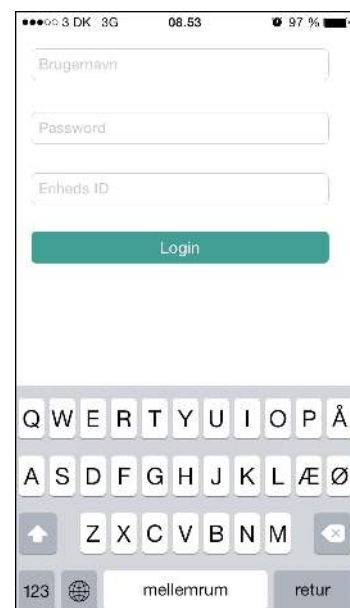 3 DK 3G 08.53 97 %
Brugernavn
Password
Enheds ID
Login
Q W E R T Y U I O P Å
A S D F G H J K L Æ Ø
Z X C V B N M
123 mellemrum retur